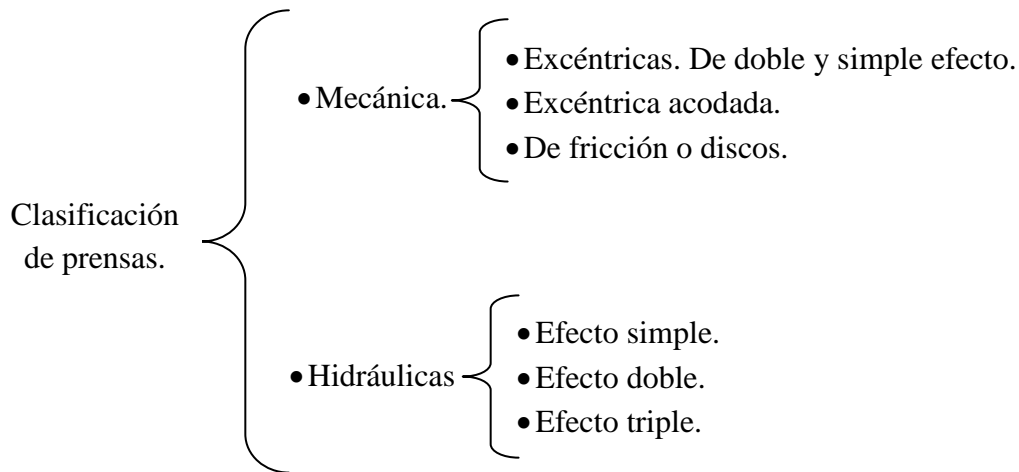 Clasificación
de prensas.
•Mecánica.
•Excéntricas. De doble y simple efecto.
•Excéntrica acodada.
•De fricción o discos.
•Hidráulicas
•Efecto simple.
•Efecto doble.
•Efecto triple.